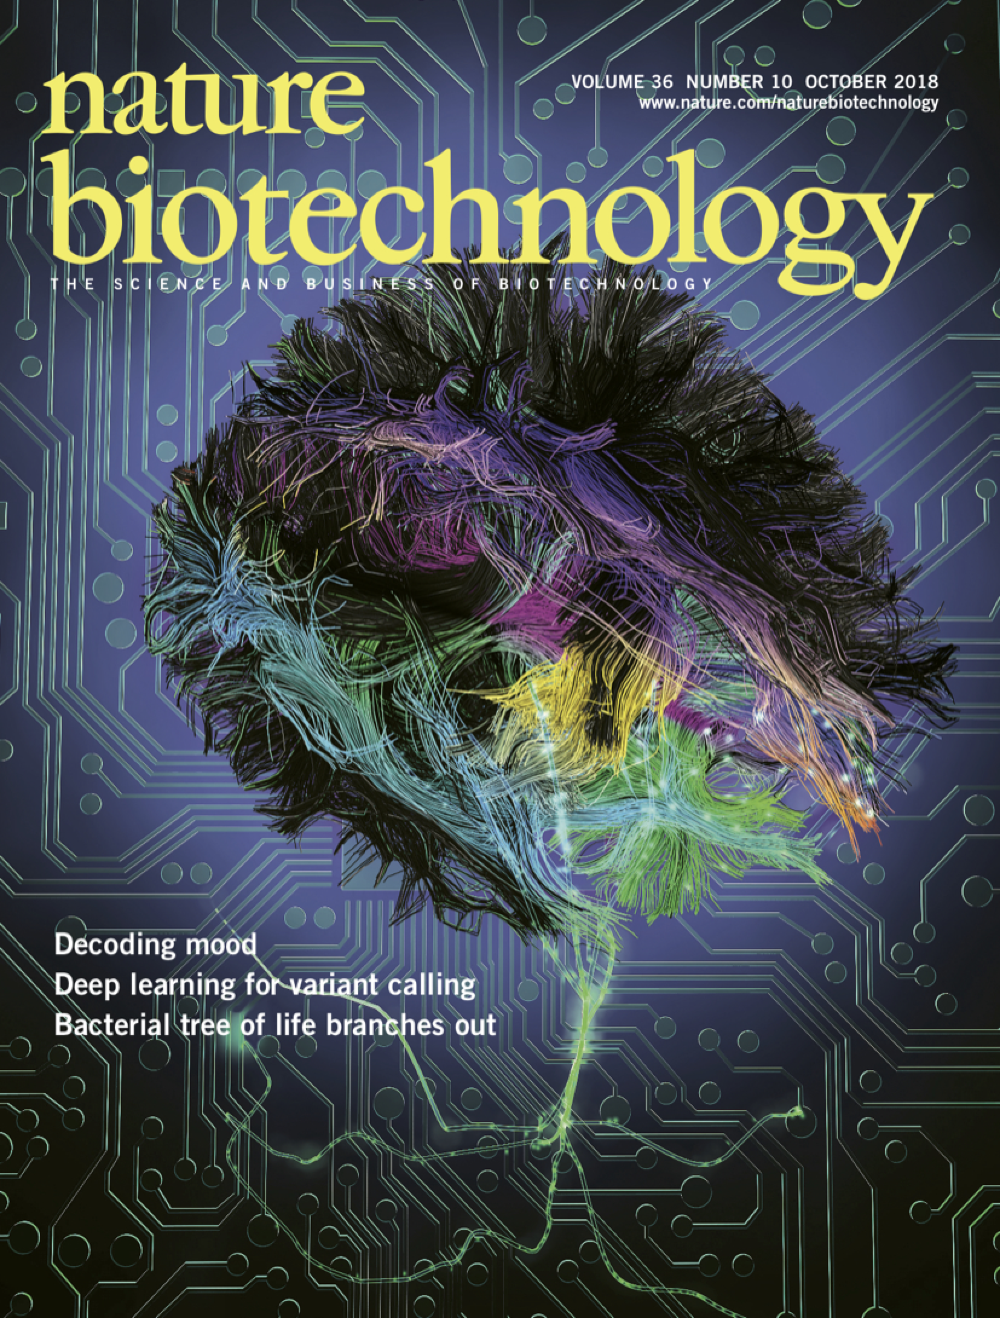 nature
VOLUME 36 NUMBER 10 OCTOBER 2018
www.nature.com/naturebiotechnology
biotechnology
THE SCIENCE AND BUSINESS OF BIOTECHNOLOGY
Decoding mood
Deep learning for variant calling
Bacterial tree of life branches out